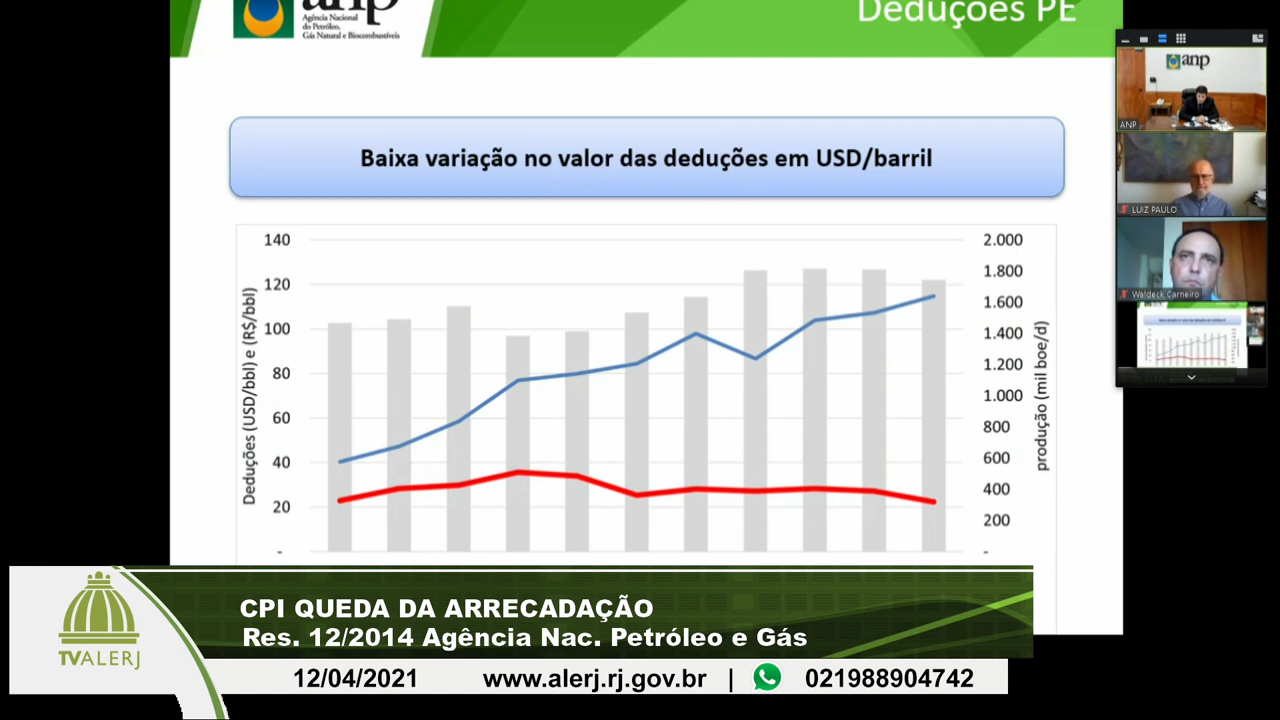 anp
Agência Nacional
do Petróleo,
Gás Natural e Biocombustíveis
Deduções PE
Baixa variação no valor das deduções em USD/barril
Deduções (USD/bbl) e (R$/bbl)
140
120
100
80
60
40
20
-
2.000
1.800
1.600
1.400
1.200
1.000
800
600
400
200
-
produção (mil boe/d)
anp
ANP
LUIZ PAULO
Waldeck Carneiro
TVALERJ
CPI QUEDA DA ARRECADAÇÃO
Res. 12/2014 Agência Nac. Petróleo e Gás
12/04/2021 www.alerj.rj.gov.br | 021988904742